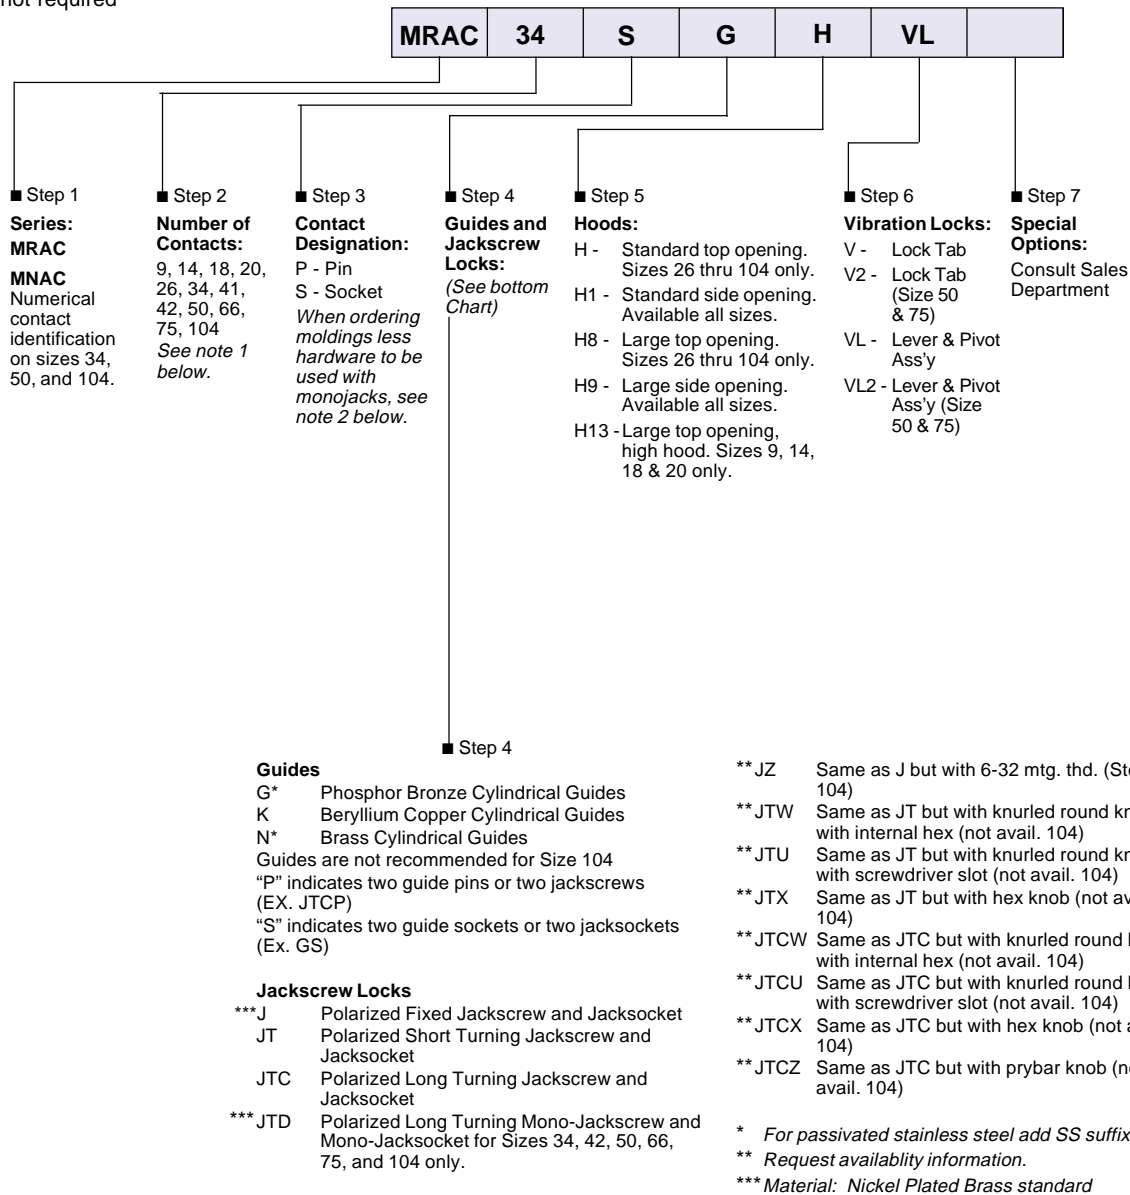 not required
MRAC 34 S G H VL
■ Step 1
Series:
MRAC
MNAC
Numerical
contact
identification
on sizes 34,
50, and 104.
■ Step 2
Number of
Contacts:
9, 14, 18, 20,
26, 34, 41,
42, 50, 66,
75, 104
See note 1
below.
■ Step 3
Contact
Designation:
P - Pin
S - Socket
When ordering
moldings less
hardware to be
used with
monojacks, see
note 2 below.
■ Step 4
Guides and
Jackscrew
Locks:
(See bottom
Chart)
■ Step 5
Hoods:
H - Standard top opening.
Sizes 26 thru 104 only.
H1 - Standard side opening.
Available all sizes.
H8 - Large top opening.
Sizes 26 thru 104 only.
H9 - Large side opening.
Available all sizes.
H13 - Large top opening,
high hood. Sizes 9, 14,
18 & 20 only.
■ Step 6
Vibration Locks:
V - Lock Tab
V2 - Lock Tab
(Size 50
& 75)
VL - Lever & Pivot
Ass'y
VL2 - Lever & Pivot
Ass'y (Size
50 & 75)
■ Step 7
Special
Options:
Consult Sales
Department
■ Step 4
Guides
G* Phosphor Bronze Cylindrical Guides
K Beryllium Copper Cylindrical Guides
N* Brass Cylindrical Guides
Guides are not recommended for Size 104
“P” indicates two guide pins or two jackscrews
(EX. JTCP)
“S” indicates two guide sockets or two jacksockets
(Ex. GS)
Jackscrew Locks
***J Polarized Fixed Jackscrew and Jacksocket
JT Polarized Short Turning Jackscrew and
Jacksocket
JTC Polarized Long Turning Jackscrew and
Jacksocket
***JTD Polarized Long Turning Mono-Jackscrew and
Mono-Jacksocket for Sizes 34, 42, 50, 66,
75, and 104 only.
**JZ Same as J but with 6-32 mtg. thd.
104)
**JTW Same as JT but with knurled round
with internal hex (not avail. 104)
**JTU Same as JT but with knurled round
with screwdriver slot (not avail. 104)
**JTX Same as JT but with hex knob (not
104)
**JTCW Same as JTC but with knurled round
with internal hex (not avail. 104)
**JTCU Same as JTC but with knurled round
with screwdriver slot (not avail. 104)
**JTCX Same as JTC but with hex knob (not
104)
**JTCZ Same as JTC but with prybar knob
avail. 104)
* For passivated stainless steel add SS suffix
** Request availablity information.
*** Material: Nickel Plated Brass standard